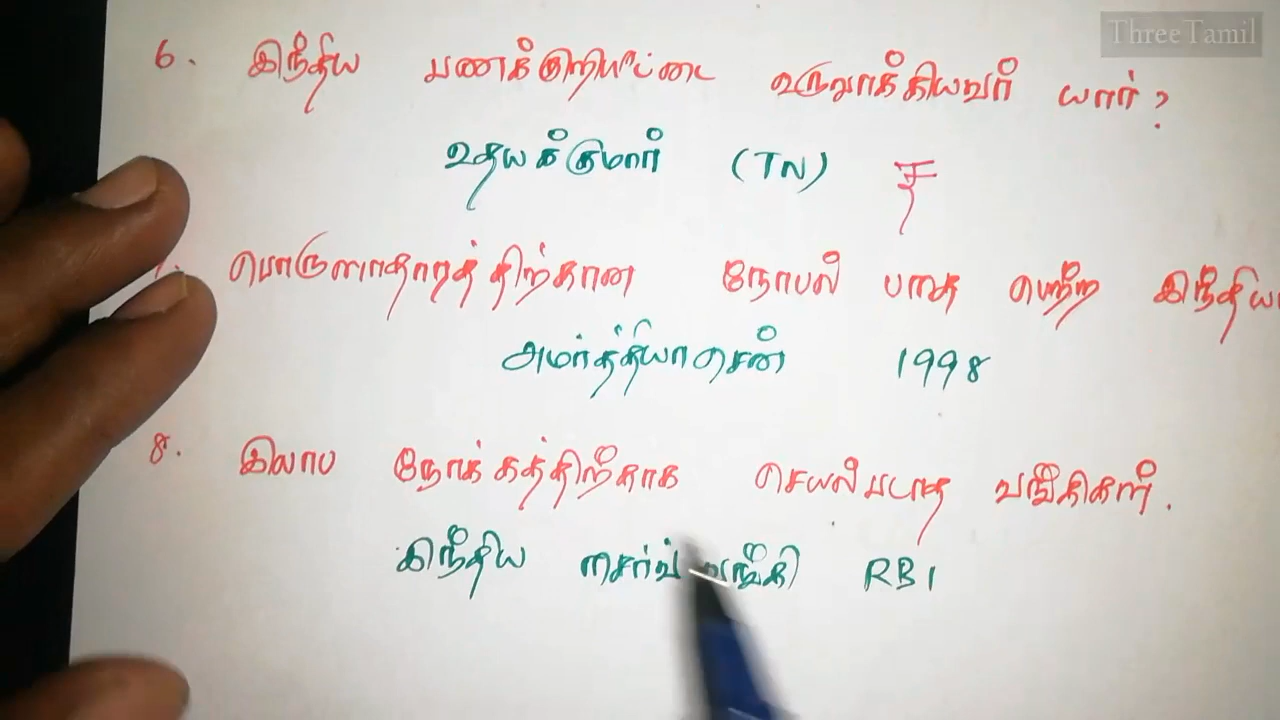 ThreeTamil
6. இந்திய பணக்குறியீட்டை உருவாக்கியவர் யார்?
உதயக்குமார் (TN) ₹
7. பொருளாதாரத்திற்கான நோபல் பரிசு பெற்ற இந்திய
அமர்த்தியாசென் 1998
8. இலாப நோக்கத்திற்காக செயல்படாத வங்கிகள்.
இந்திய ரிசர்வ் வங்கி RBI